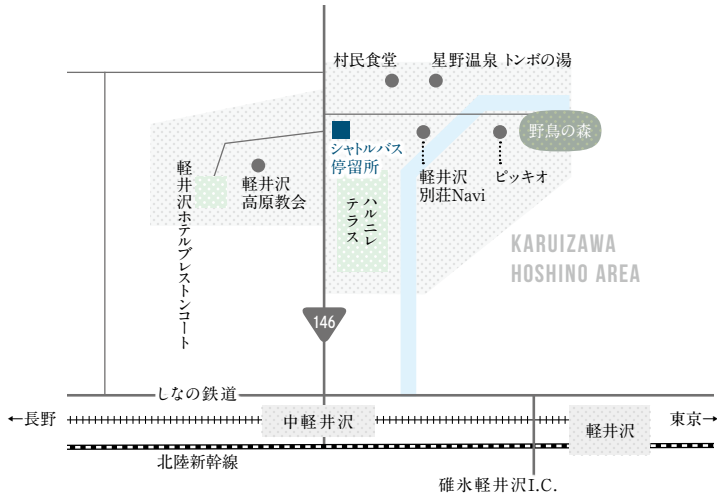 村民食堂
星野温泉 トンボの湯
野鳥の森
シャトルバス
停留所
軽井沢
別荘Navi
ピッキオ
軽井沢
高原教会
軽井沢ホテルブレストンコート
ハルニレ
テラス
KARUIZAWA
HOSHINO AREA
146
しなの鉄道
←長野
中軽井沢
軽井沢
東京→
北陸新幹線
碓氷軽井沢I.C.